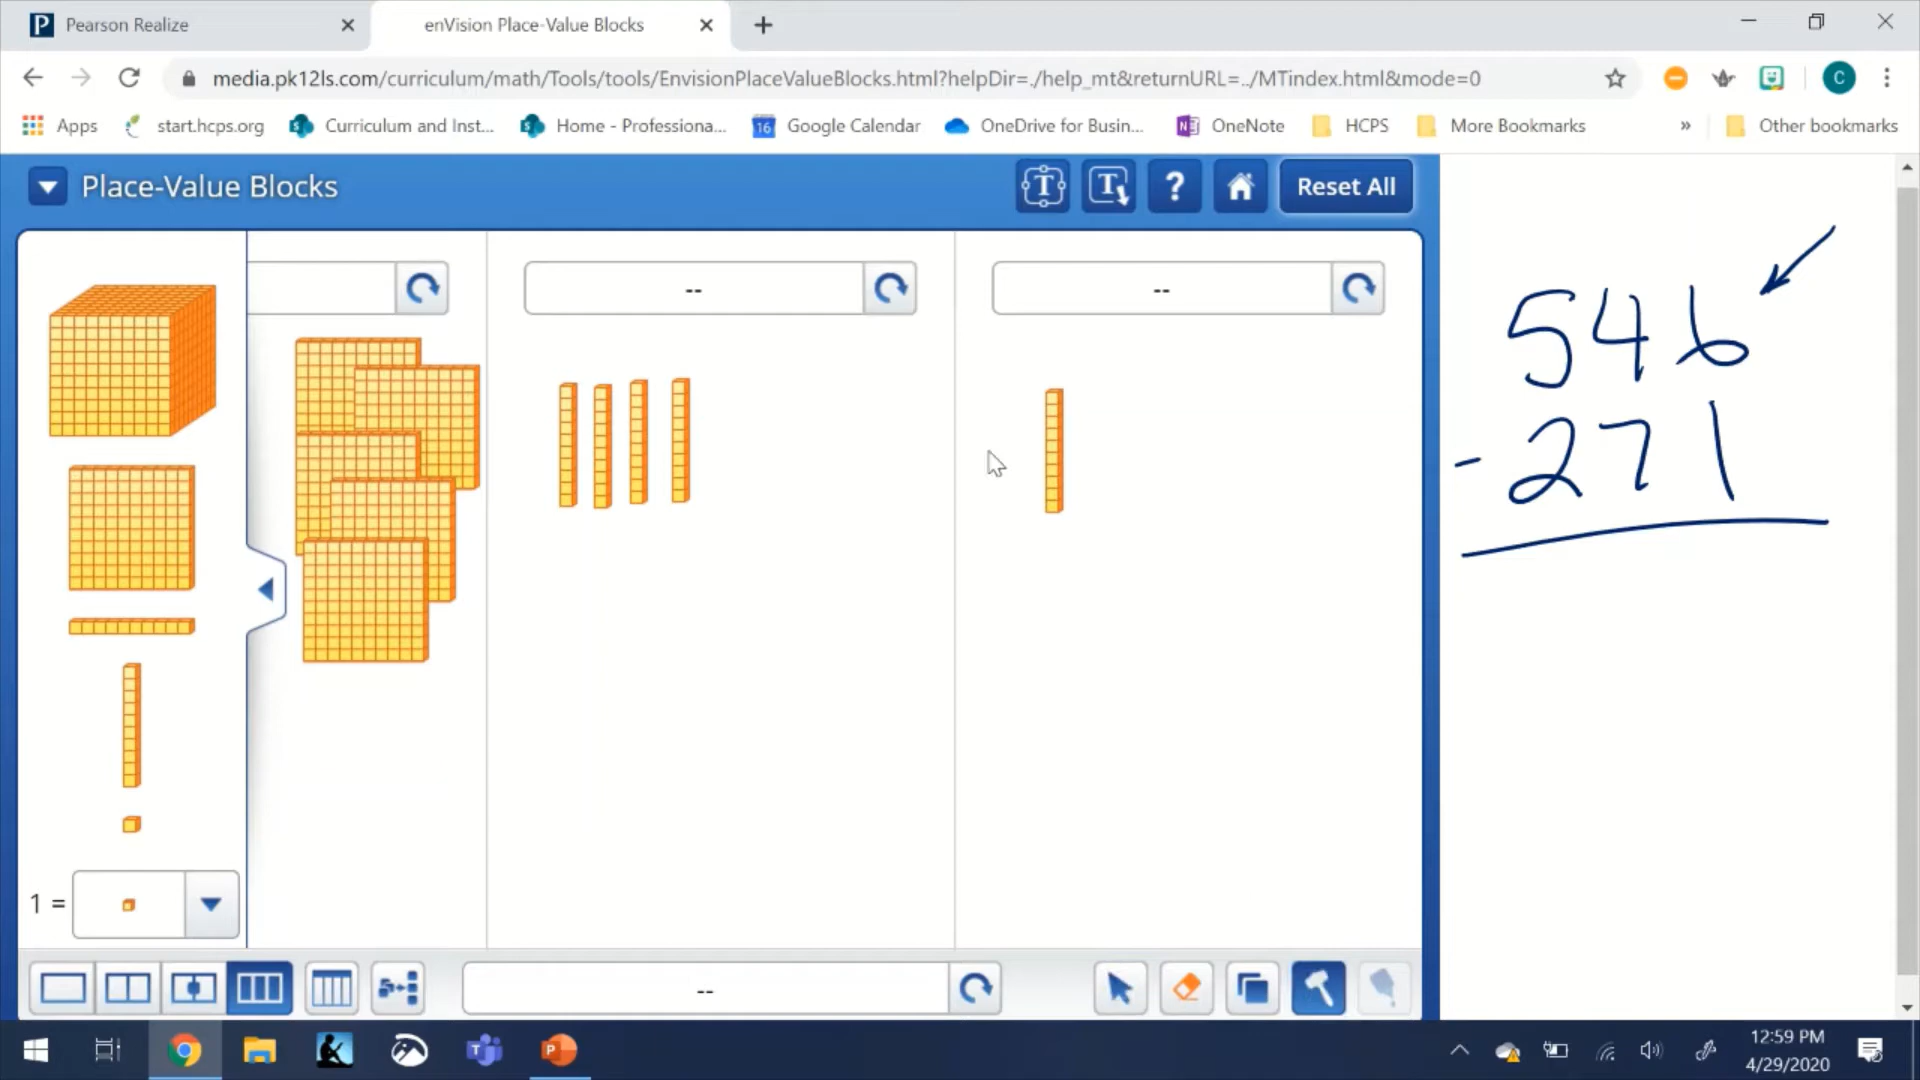 Pearson Realize
enVision Place-Value Blocks
media.pk12ls.com/curriculum/math/Tools/tools/EnvisionPlaceValueBlocks.html?helpDir=./help_mt&returnURL=../MTindex.html&mode=0
C
Apps start.hcps.org Curriculum and Inst... Home - Professiona... 16 Google Calendar OneDrive for Busin... OneNote HCPS More Bookmarks » Other bookmarks
Place-Value Blocks
T T ? Reset All
-- --
546
- 271
1 =
--
12:59 PM
4/29/2020